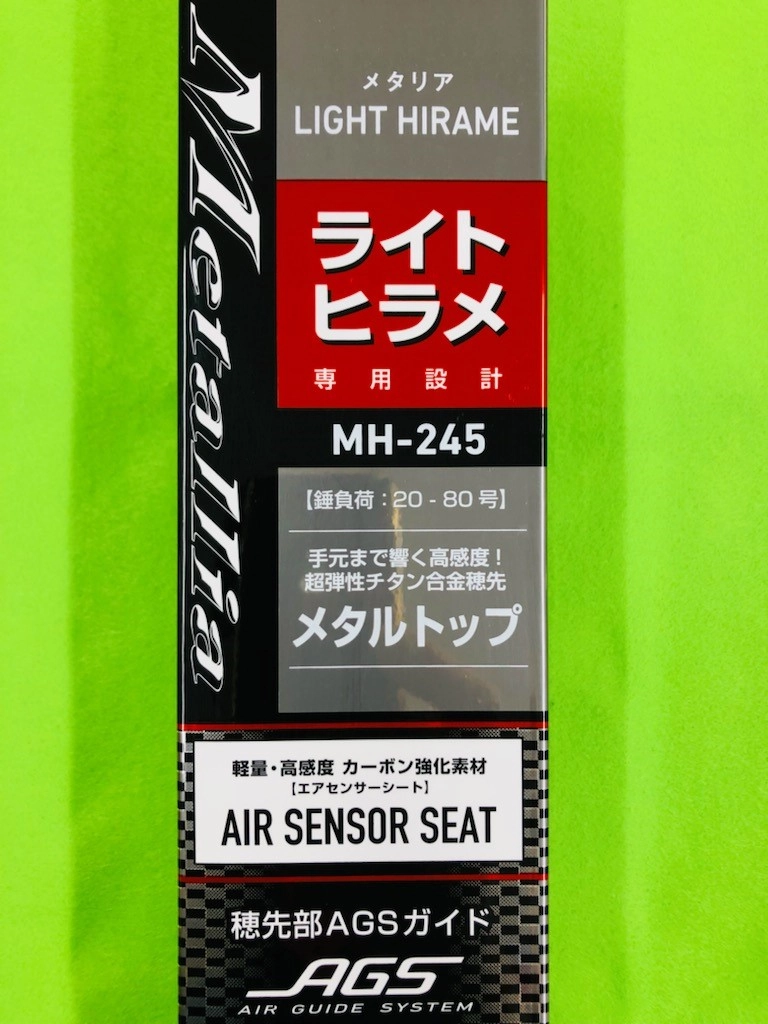 Metallia
メタリア
LIGHT HIRAME
ライト
ヒラメ
専用設計
MH-245
【錘負荷：20 - 80号】
手元まで響く高感度！
超弾性チタン合金穂先
メタルトップ
軽量・高感度 カーボン強化素材
【エアセンサーシート】
AIR SENSOR SEAT
穂先部AGSガイド
AGS
AIR GUIDE SYSTEM